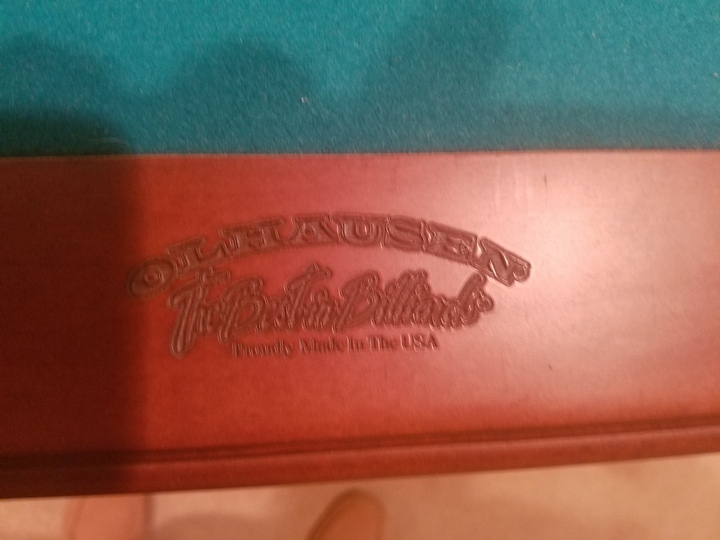 OLHAUSEN
The Best in Billiards
Proudly Made In The USA